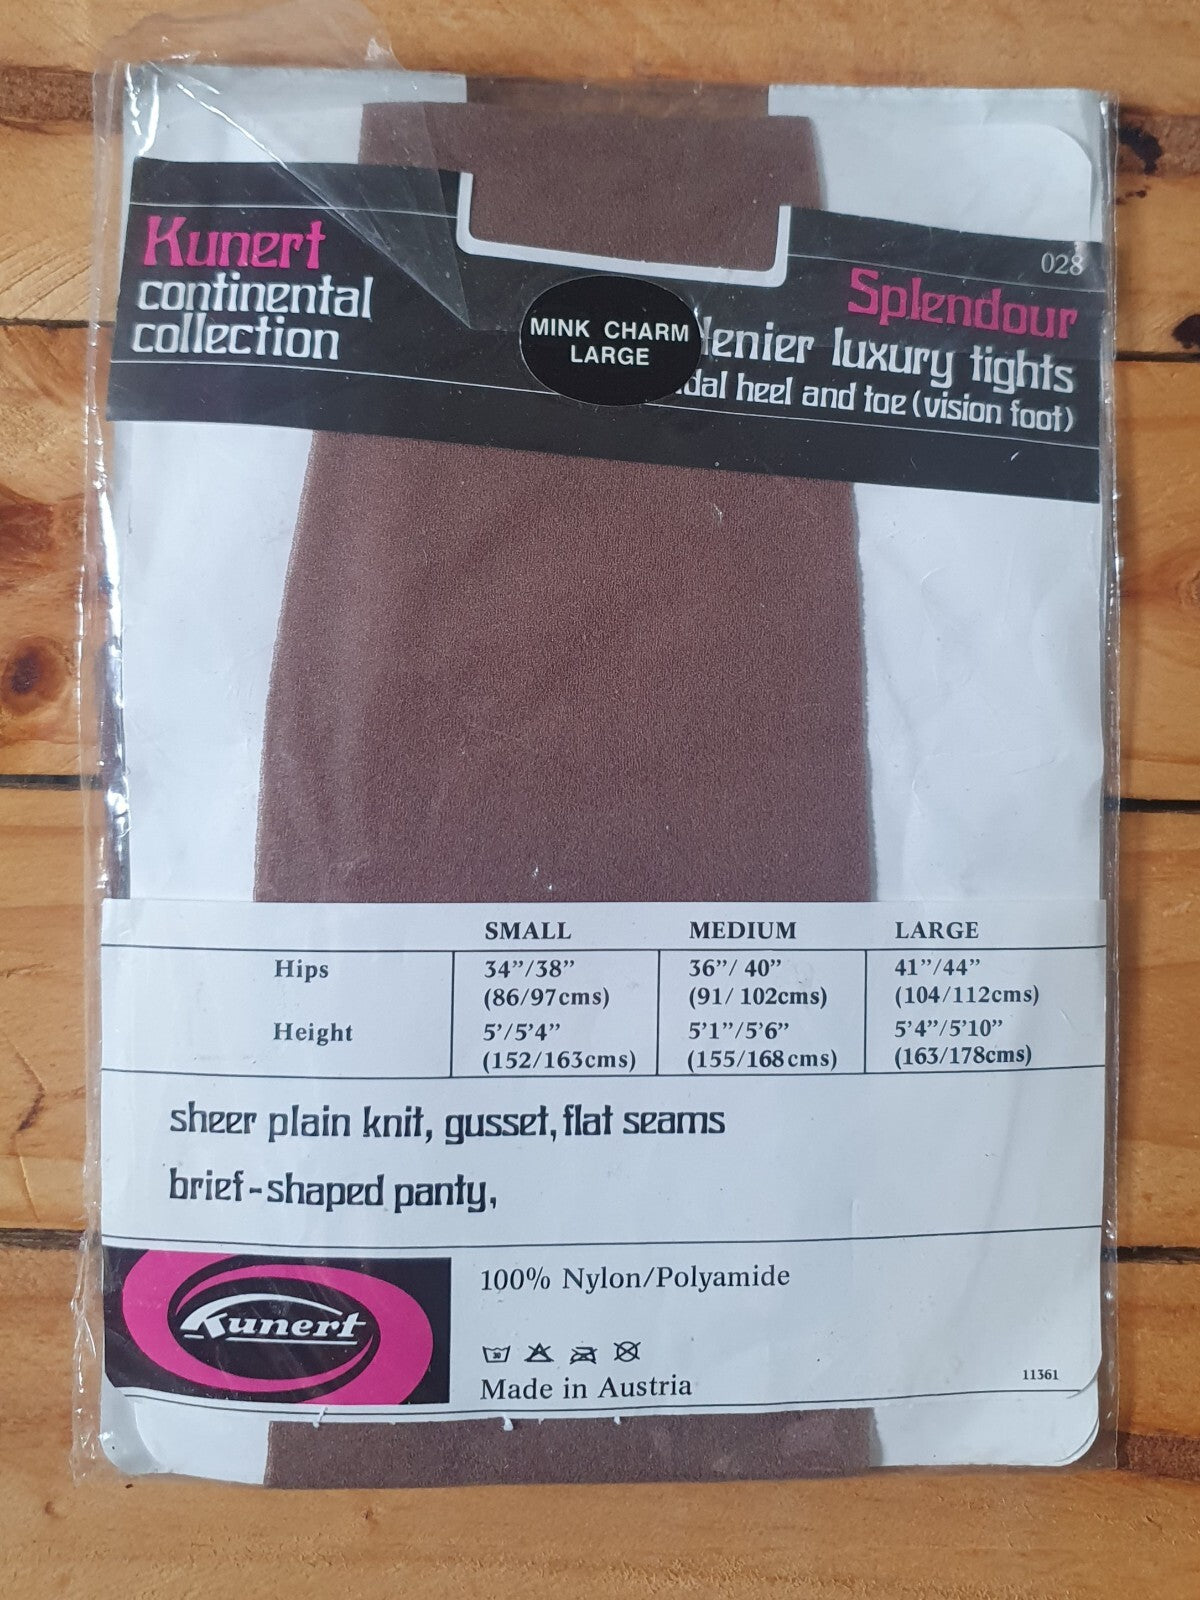 Kunert
continental
collection
028
Splendour
MINK CHARM
LARGE
luxury tights
heel and toe (vision foot)
SMALL MEDIUM LARGE
Hips 34”/38” 36”/ 40” 41”/44”
(86/97cms) (91/ 102cms) (104/112cms)
Height 5’/5’4” 5’1”/5’6” 5’4”/5’10”
(152/163cms) (155/168cms) (163/178cms)
sheer plain knit, gusset, flat seams
brief-shaped panty,
Kunert
100% Nylon/Polyamide
30
Made in Austria
11361